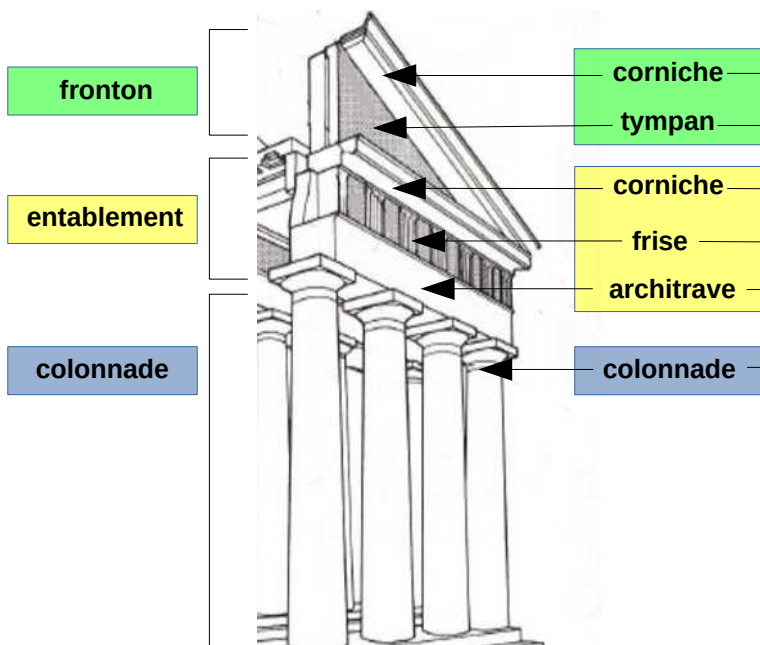 fronton
corniche
tympan
entablement
corniche
frise
architrave
colonnade
colonnade